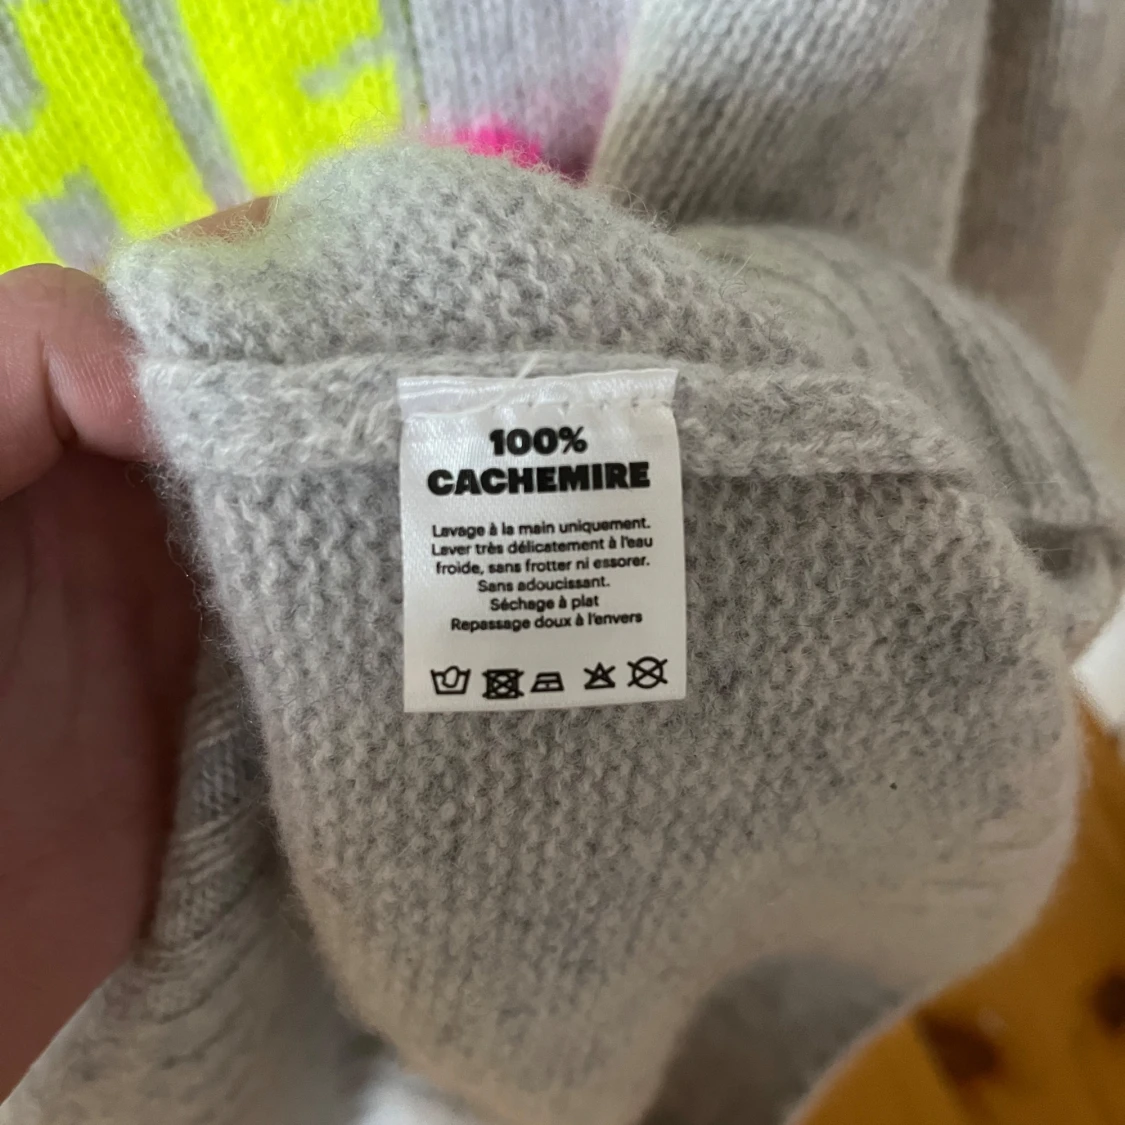 100%
CACHEMIRE
Lavage à la main uniquement.
Laver très délicatement à l'eau
froide, sans frotter ni essorer.
Sans adoucissant.
Séchage à plat
Repassage doux à l'envers